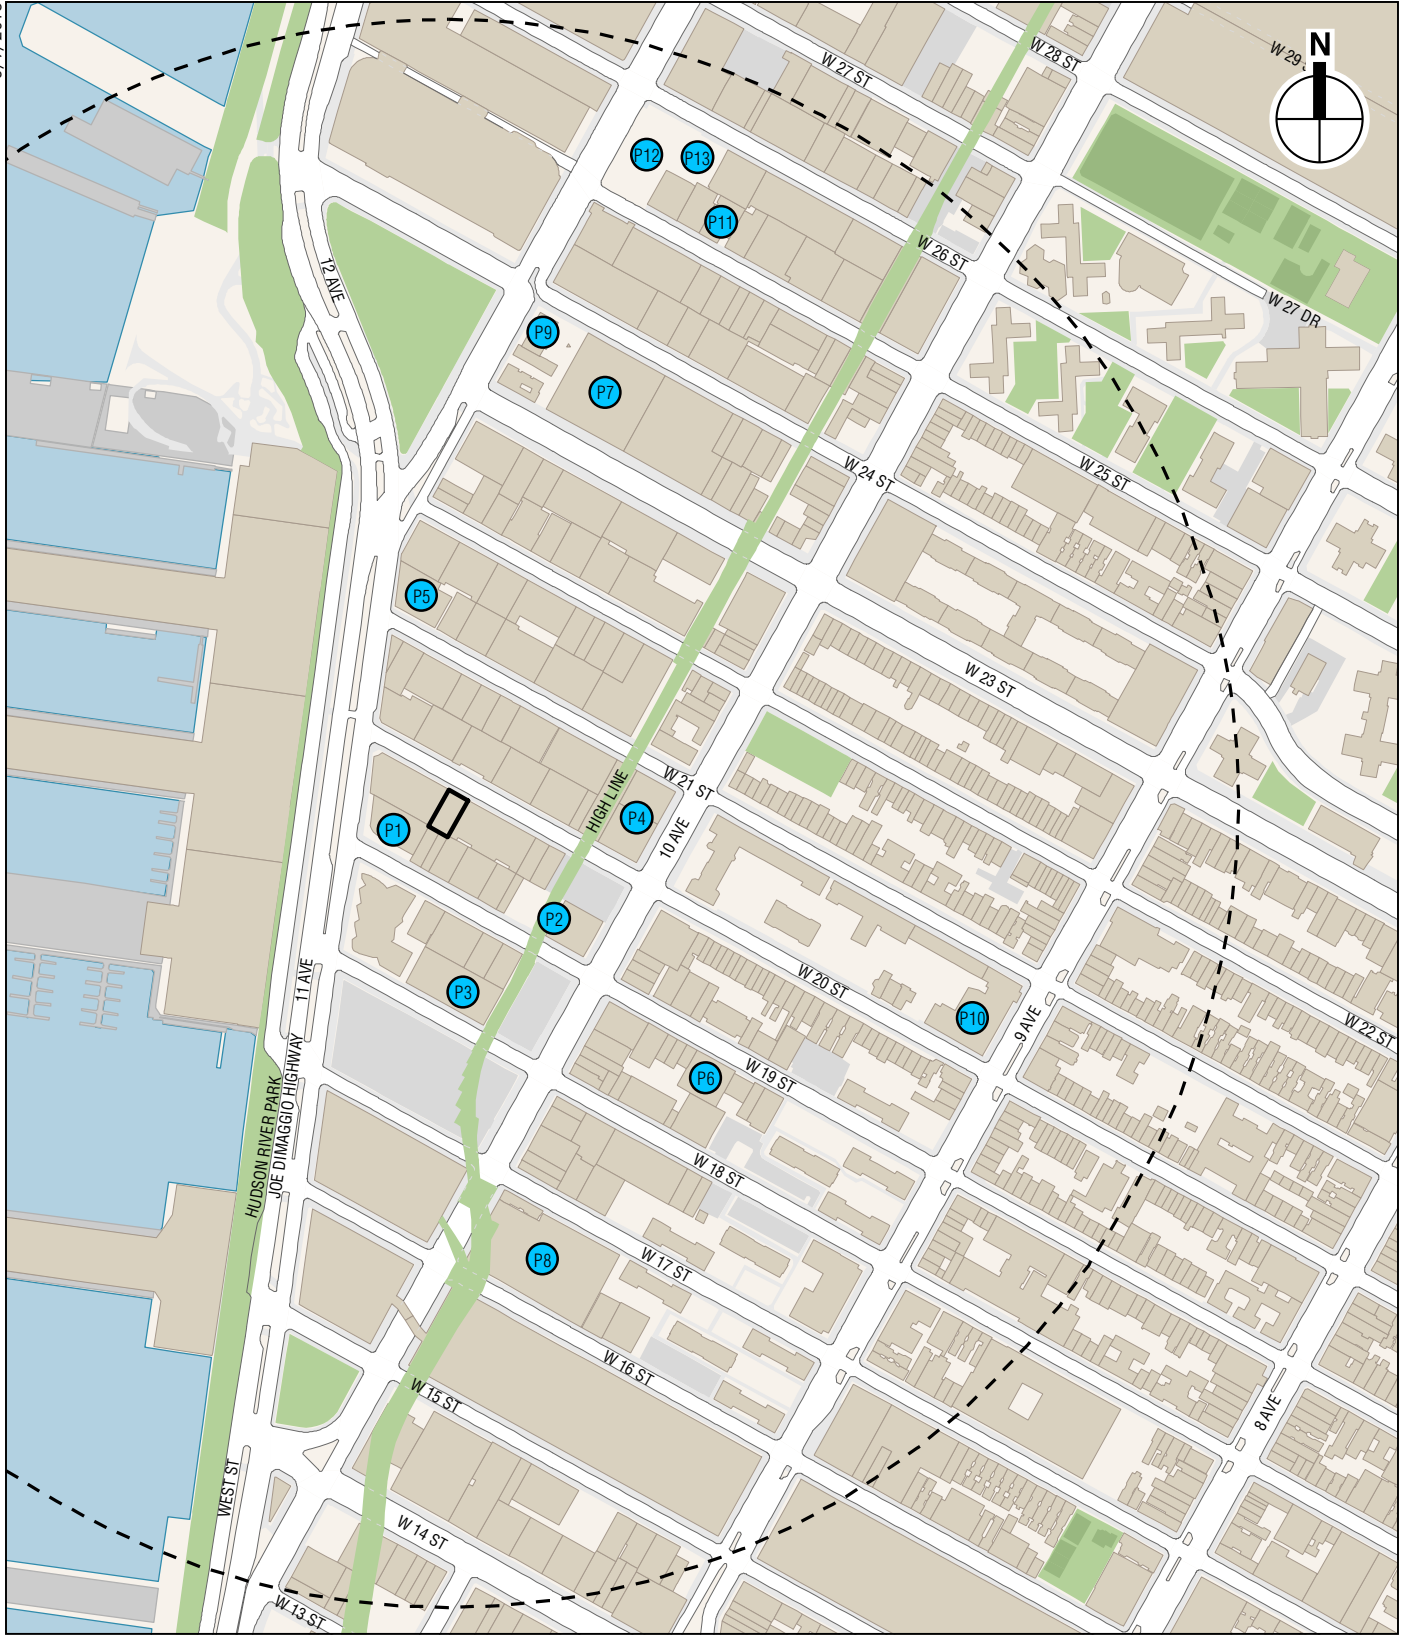 W 28 ST
W 29 S
N
W 27 ST
P12
P13
P11
W 26 ST
12 AVE
W 27 DR
P9
P7
W 24 ST
W 25 ST
P5
W 23 ST
W 21 ST
HIGH LINE
P4
10 AVE
P1
P2
W 20 ST
P3
11 AVE
P10
9 AVE
W 22 ST
P6
W 19 ST
JOE DIMAGGIO HIGHWAY
HUDSON RIVER PARK
W 18 ST
P8
W 17 ST
W 16 ST
W 15 ST
8 AVE
WEST ST
W 14 ST
W 13 ST